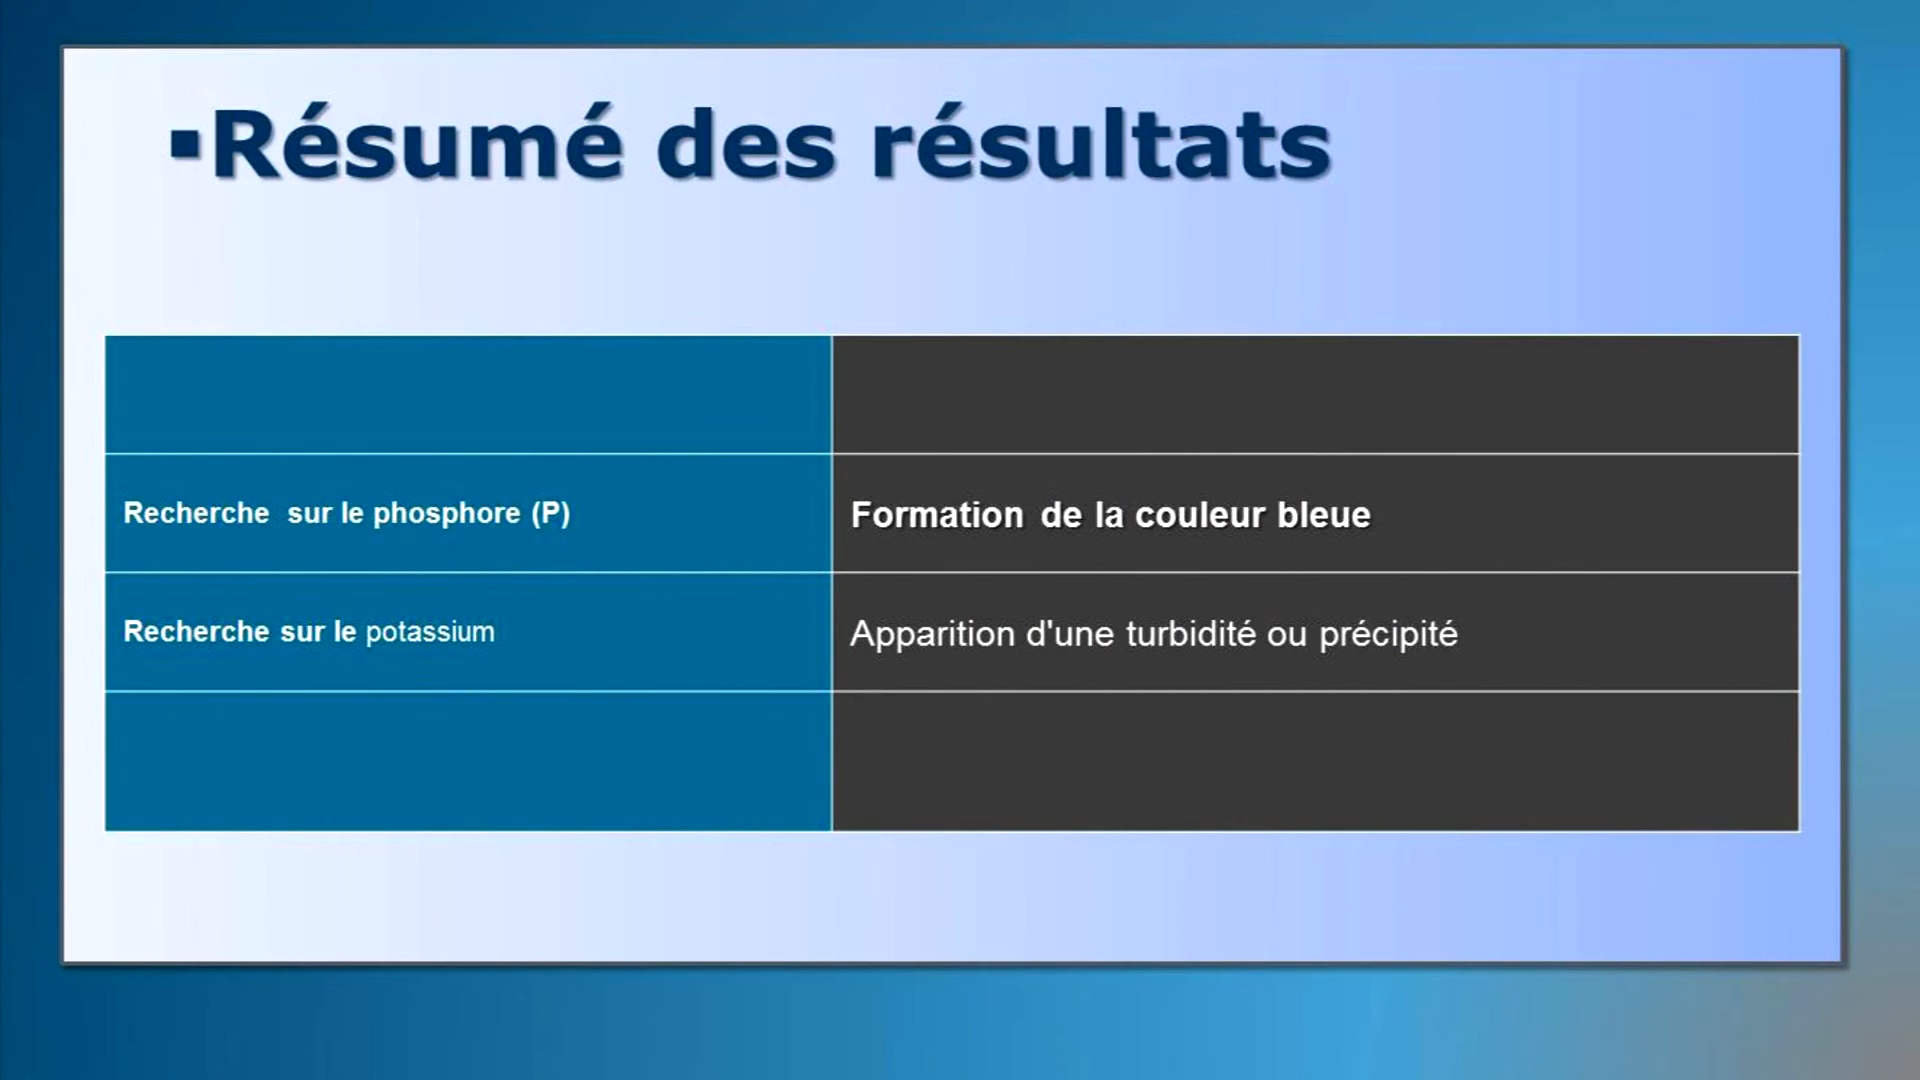 ▪Résumé des résultats
Recherche sur le phosphore (P)
Formation de la couleur bleue
Recherche sur le potassium
Apparition d'une turbidité ou précipité